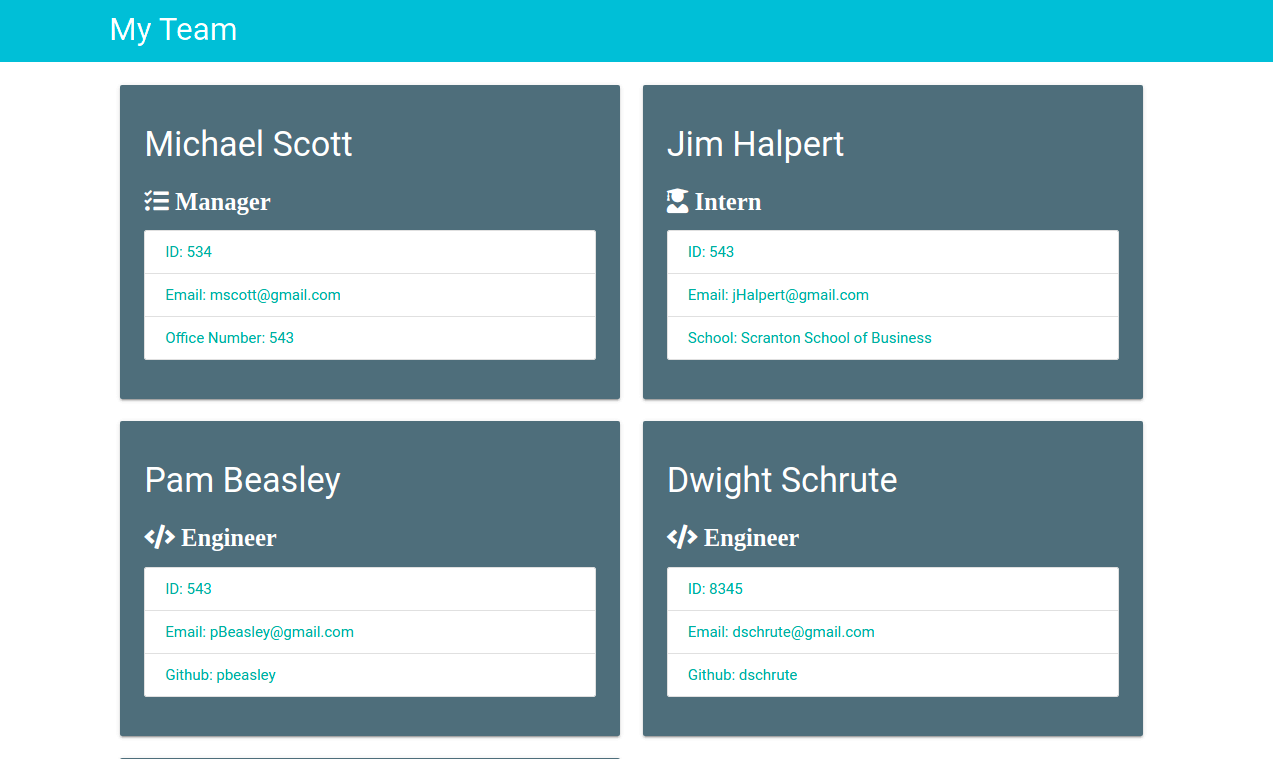 My Team
Michael Scott
Manager
ID: 534
Email: mscott@gmail.com
Office Number: 543
Jim Halpert
Intern
ID: 543
Email: jHalpert@gmail.com
School: Scranton School of Business
Pam Beasley
Engineer
ID: 543
Email: pBeasley@gmail.com
Github: pbeasley
Dwight Schrute
Engineer
ID: 8345
Email: dschrute@gmail.com
Github: dschrute